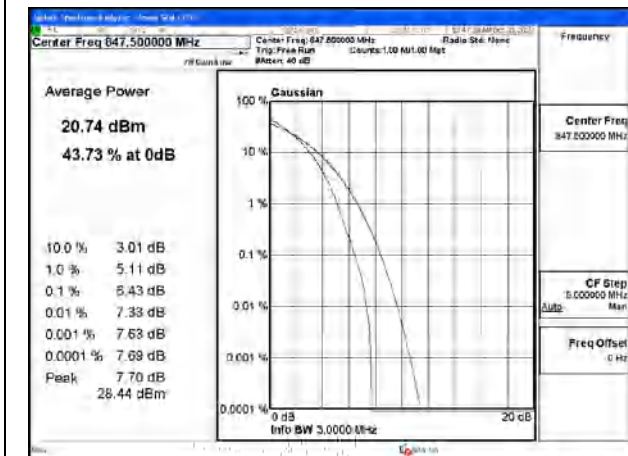 Center Freq 847.500000 MHz
Center Freq: 847.500000 MHz
Radio Std: None
Trig: Free Run
Counts: 1.00 M/1.00 Mpt
#Atten: 40 dB
Frequency
Average Power
20.74 dBm
43.73 % at 0dB
10.0 % 3.01 dB
1.0 % 5.11 dB
0.1 % 6.43 dB
0.01 % 7.33 dB
0.001 % 7.63 dB
0.0001 % 7.69 dB
Peak 7.70 dB
28.44 dBm
Gaussian
100 %
10 %
1 %
0.1 %
0.01 %
0.001 %
0.0001 %
0 dB
20 dB
Info BW 3.0000 MHz
Center Freq
847.500000 MHz
CF Step
5.000000 MHz
Auto Man
Freq Offset
0 Hz